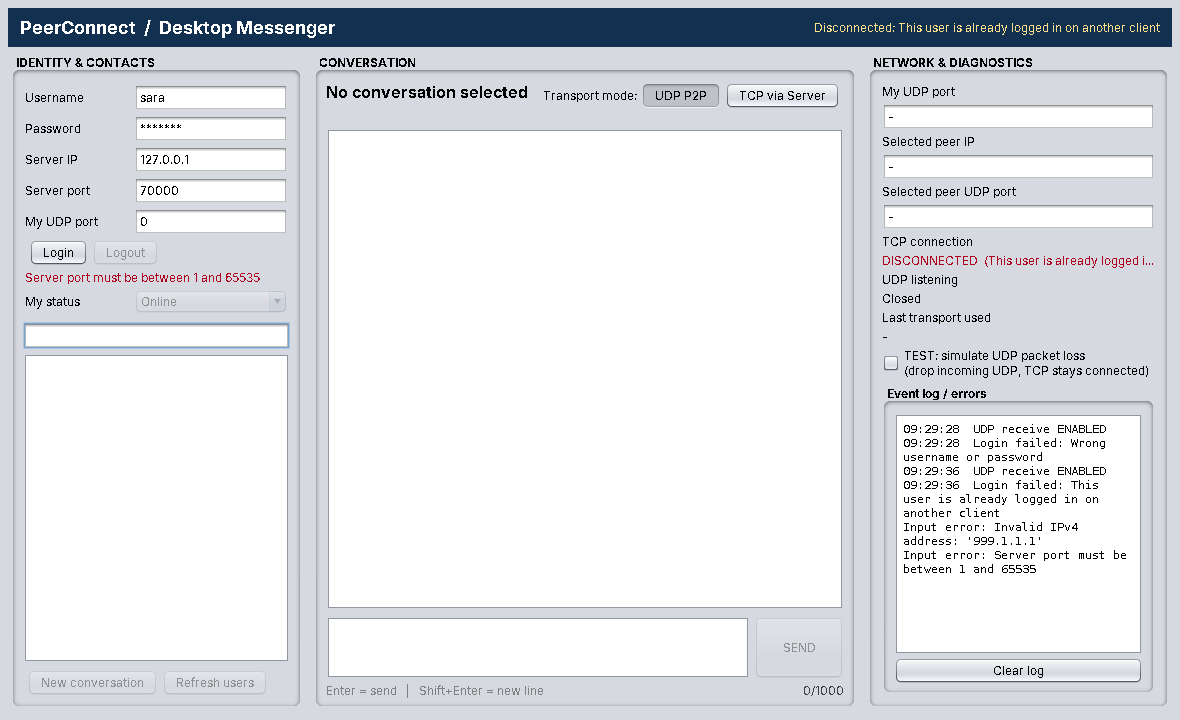 PeerConnect / Desktop Messenger
Disconnected: This user is already logged in on another client
IDENTITY & CONTACTS
Username
sara
Password
*******
Server IP
127.0.0.1
Server port
70000
My UDP port
0
Login
Logout
Server port must be between 1 and 65535
My status
Online
New conversation
Refresh users
CONVERSATION
No conversation selected
Transport mode:
UDP P2P
TCP via Server
SEND
Enter = send | Shift+Enter = new line
0/1000
NETWORK & DIAGNOSTICS
My UDP port
-
Selected peer IP
-
Selected peer UDP port
-
TCP connection
DISCONNECTED (This user is already logged i...
UDP listening
Closed
Last transport used
-
TEST: simulate UDP packet loss
(drop incoming UDP, TCP stays connected)
Event log / errors
09:29:28 UDP receive ENABLED
09:29:28 Login failed: Wrong
username or password
09:29:36 UDP receive ENABLED
09:29:36 Login failed: This
user is already logged in on
another client
Input error: Invalid IPv4
address: '999.1.1.1'
Input error: Server port must be
between 1 and 65535
Clear log